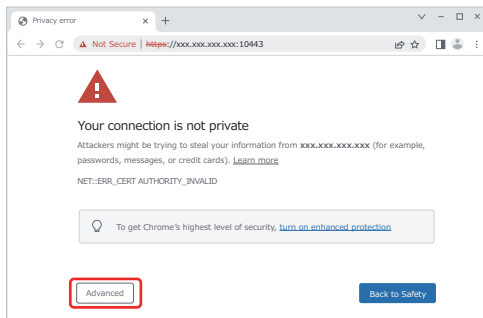 Privacy error
Not Secure | https://xxx.xxx.xxx.xxx:10443
Your connection is not private
Attackers might be trying to steal your information from xxx.xxx.xxx.xxx (for example,
passwords, messages, or credit cards). Learn more
NET::ERR_CERT AUTHORITY_INVALID
To get Chrome's highest level of security, turn on enhanced protection
Advanced
Back to Safety